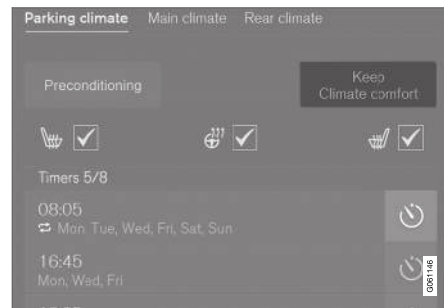 Parking climate Main climate Rear climate
Preconditioning
Keep
Climate comfort
Timers 5/8
08:05
Mon, Tue, Wed, Fri, Sat, Sun
16:45
Mon, Wed, Fri
G061146